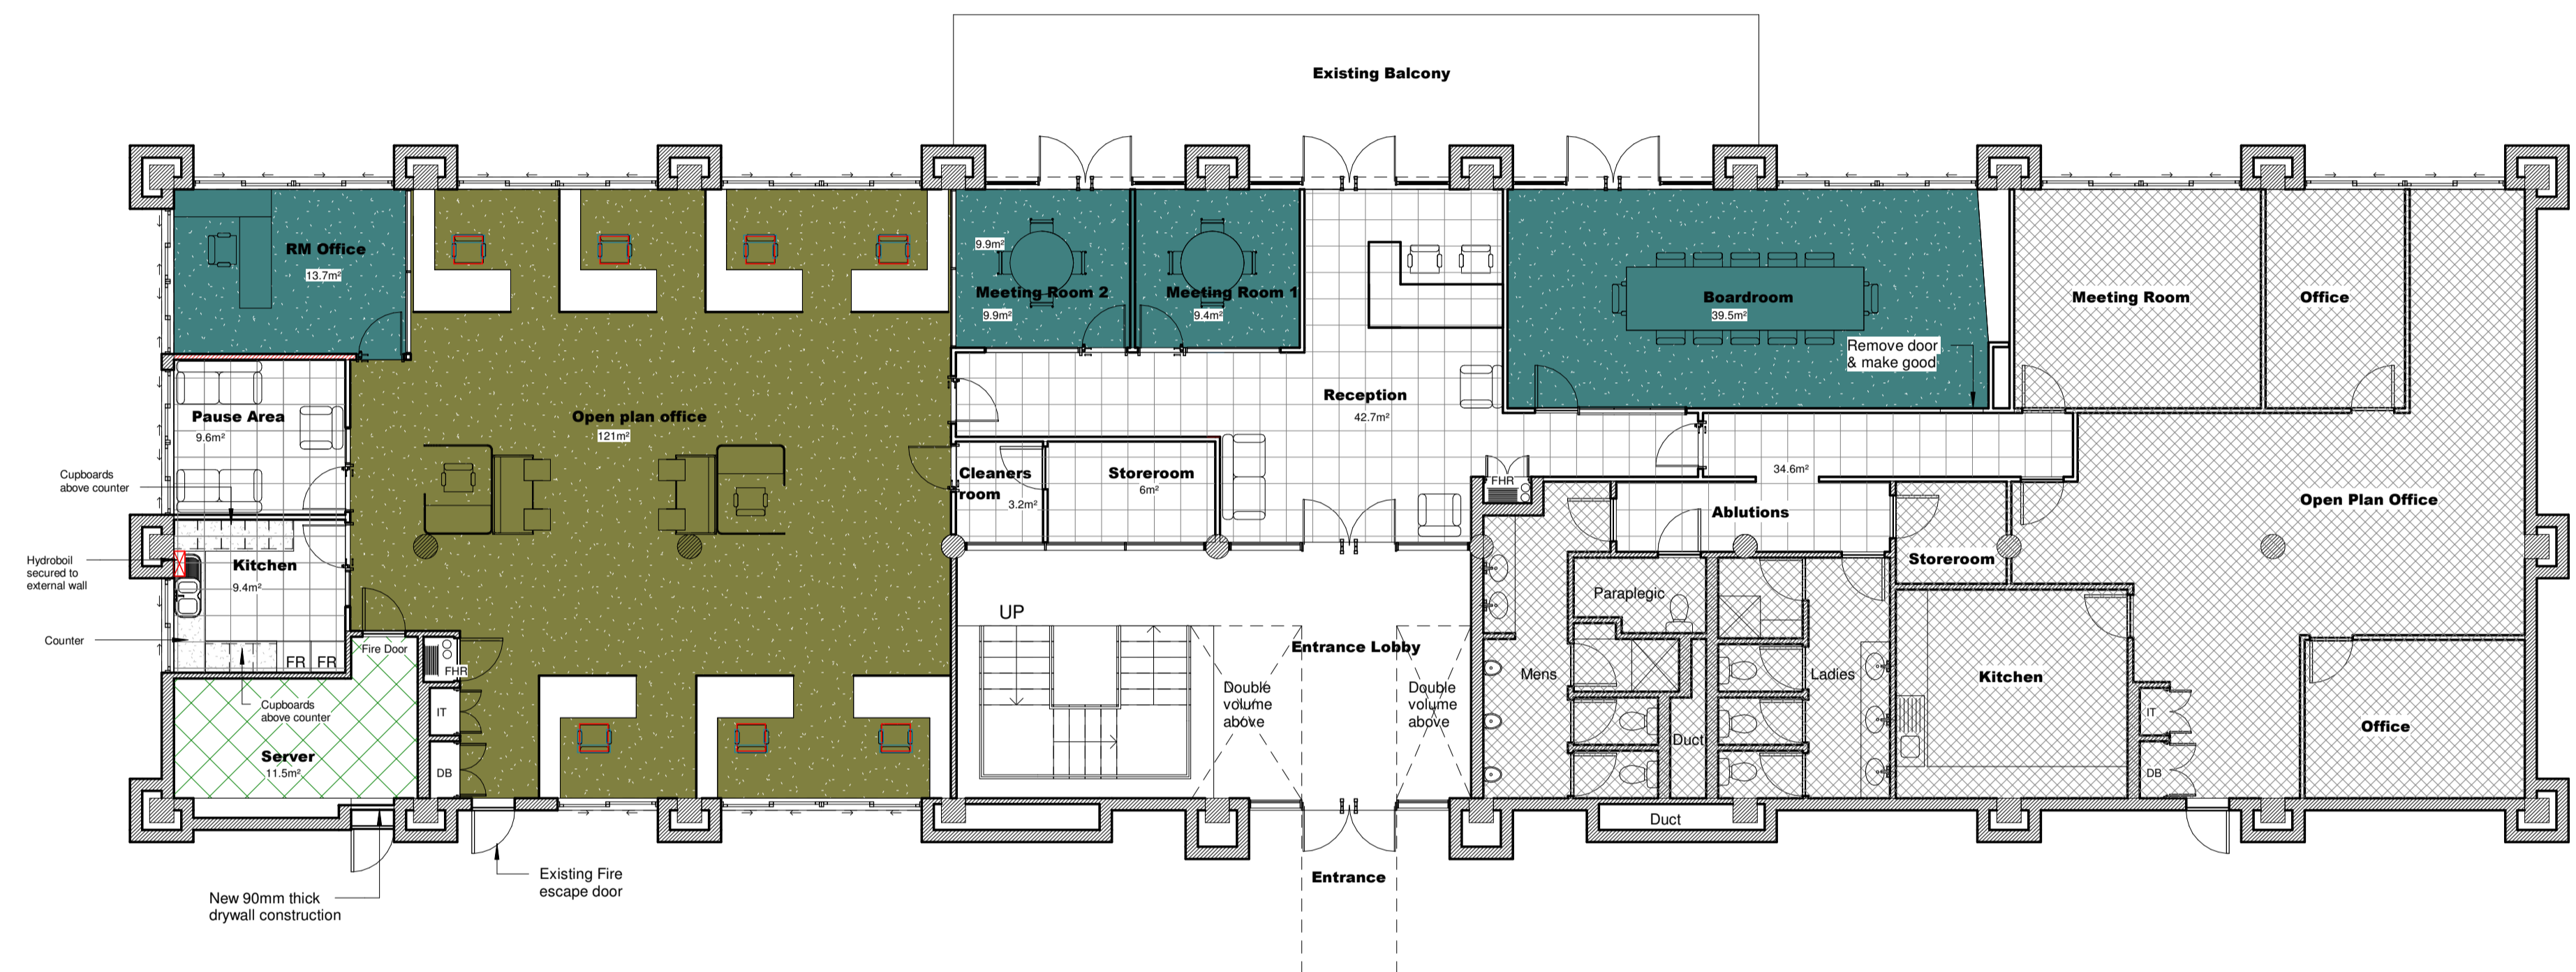 Existing Balcony
RM Office
13.7m²
9.9m²
Meeting Room 2
9.9m²
Meeting Room 1
9.4m²
Boardroom
39.5m²
Remove door
& make good
Meeting Room
Office
Pause Area
9.6m²
Open plan office
121m²
Reception
42.7m²
Cupboards
above counter
Cleaners
room
3.2m²
Storeroom
6m²
FHR
34.6m²
Ablutions
Open Plan Office
Hydroboil
secured to
external wall
Kitchen
9.4m²
Storeroom
UP
Paraplegic
Counter
FR
FR
Fire Door
FHR
Entrance Lobby
Mens
Ladies
Kitchen
Cupboards
above counter
IT
Double
volume
above
Double
volume
above
Duct
IT
Office
Server
11.5m²
DB
DB
Duct
Existing Fire
escape door
Entrance
New 90mm thick
drywall construction